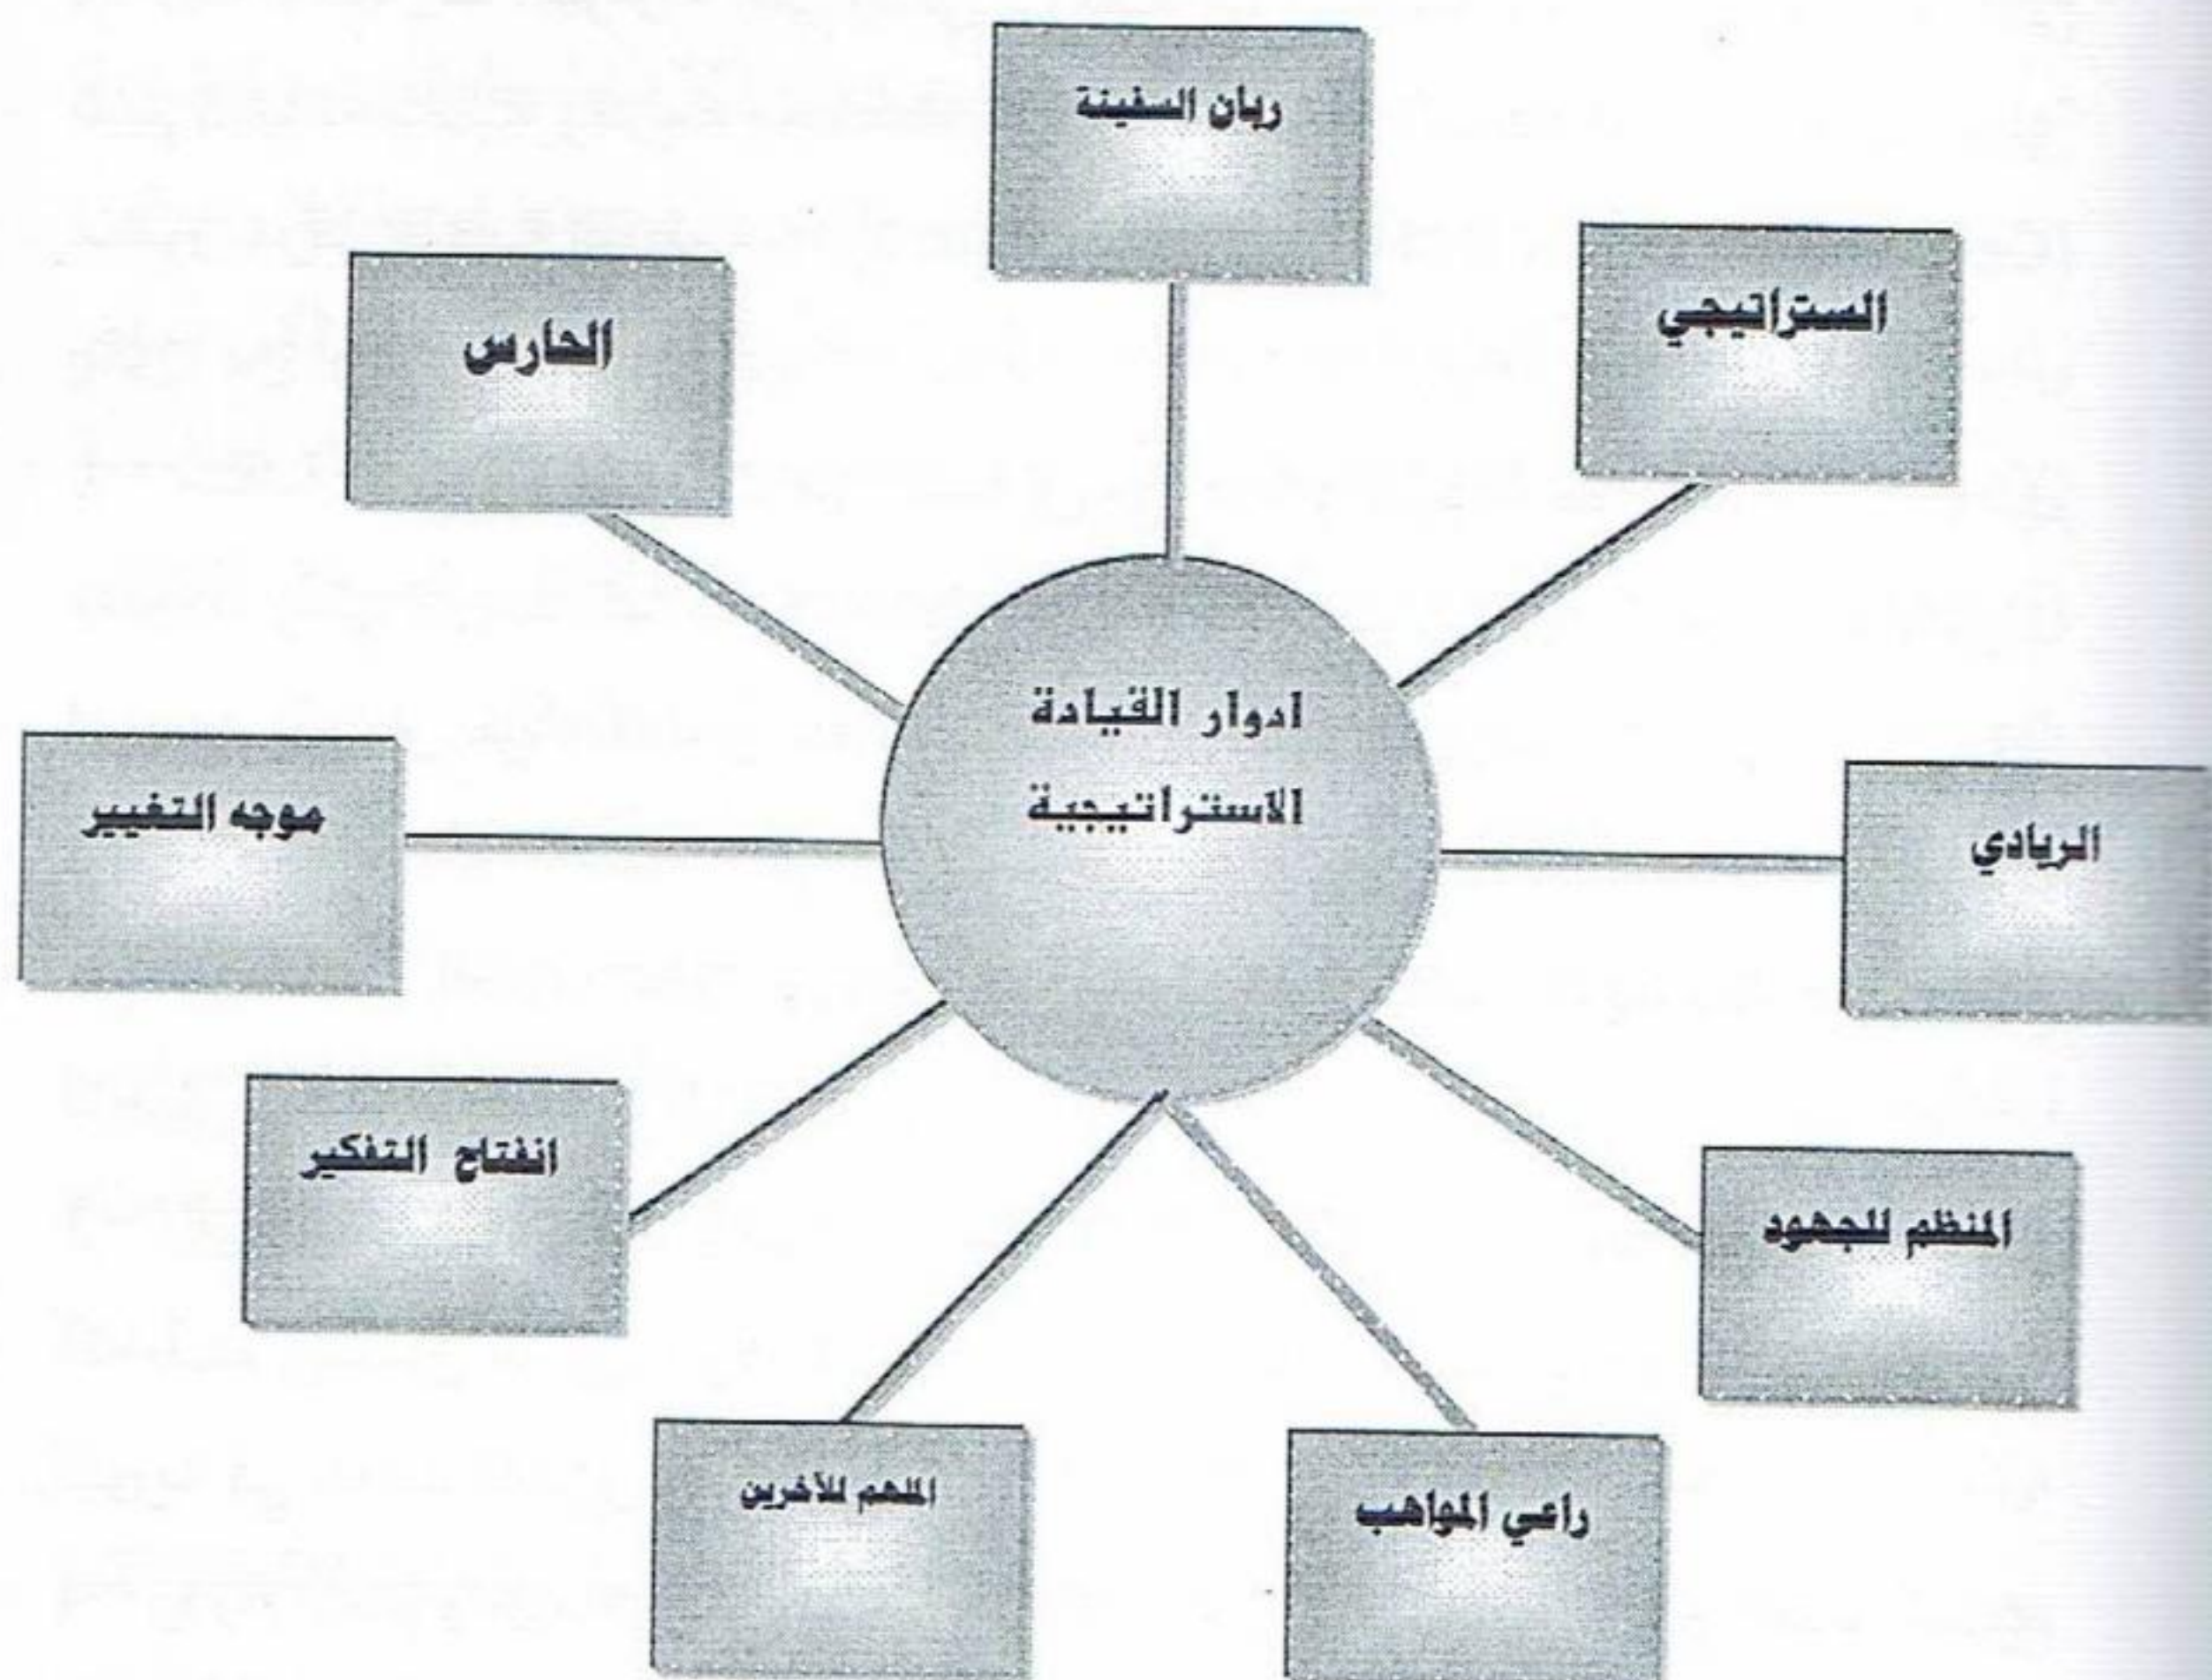 ربان السفينة
الستراتيجي
الحارس
ادوار القيادة
الاستراتيجية
موجه التغيير
الريادي
انفتاح التفكير
المنظم للجهود
الملهم للآخرين
راعي المواهب